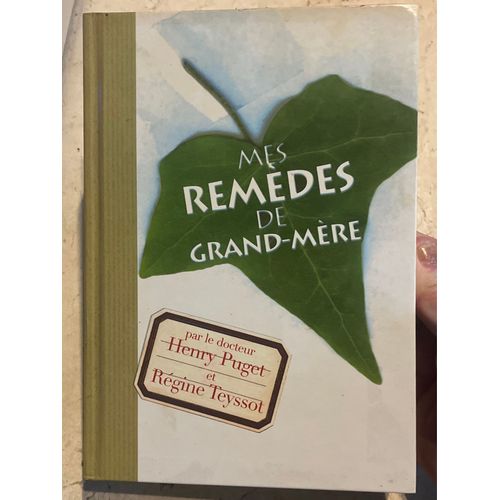 MES
REMÈDES
DE
GRAND-MÈRE
par le docteur
Henry Puget
et
Régine Teyssot